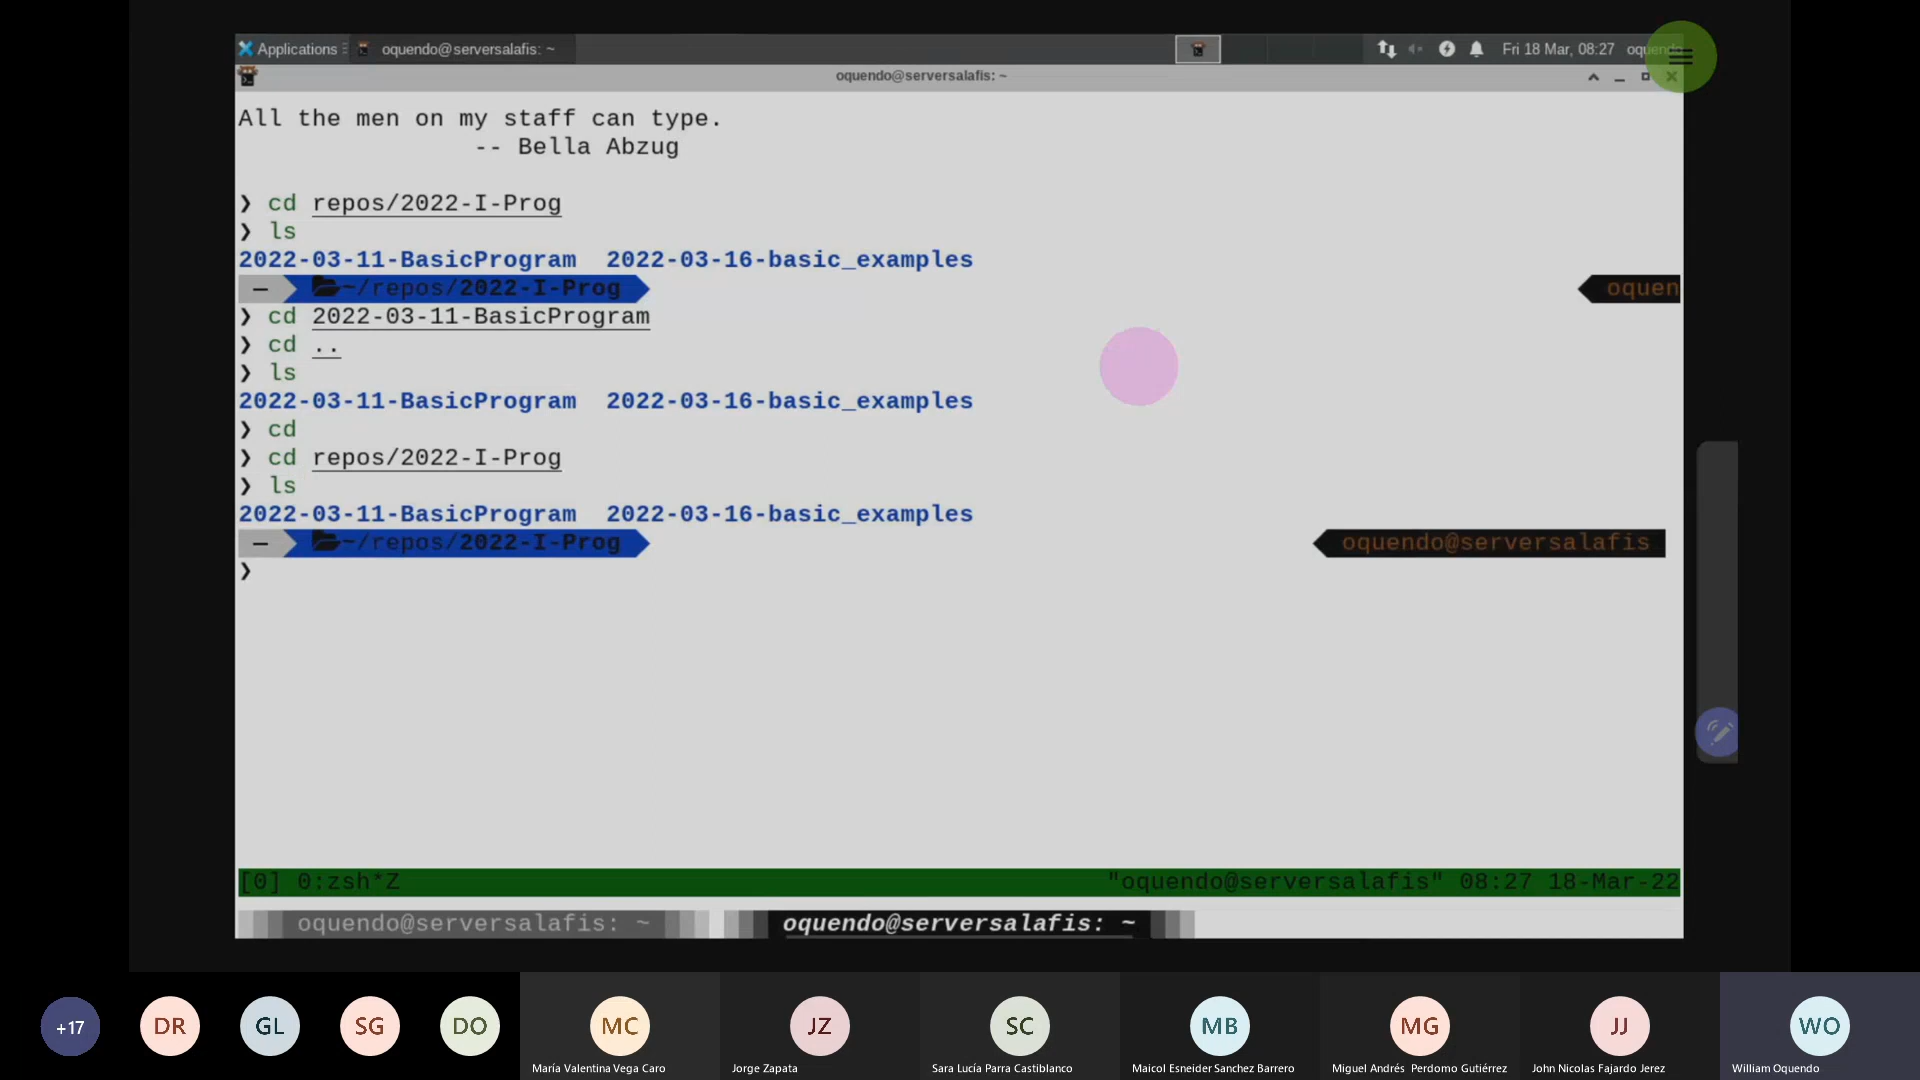 Applications oquendo@serversalafis: ~ Fri 18 Mar, 08:27 oquendo
oquendo@serversalafis: ~
All the men on my staff can type.
-- Bella Abzug
❯ cd repos/2022-I-Prog
❯ ls
2022-03-11-BasicProgram 2022-03-16-basic_examples
~/repos/2022-I-Prog oquen
❯ cd 2022-03-11-BasicProgram
❯ cd ..
❯ ls
2022-03-11-BasicProgram 2022-03-16-basic_examples
❯ cd
❯ cd repos/2022-I-Prog
❯ ls
2022-03-11-BasicProgram 2022-03-16-basic_examples
~/repos/2022-I-Prog oquendo@serversalafis
❯
[0] 0:zsh*Z "oquendo@serversalafis" 08:27 18-Mar-22
oquendo@serversalafis: ~ oquendo@serversalafis: ~
+17 DR GL SG DO MC JZ SC MB MG JJ WO
María Valentina Vega Caro Jorge Zapata Sara Lucía Parra Castiblanco Maicol Esneider Sanchez Barrero Miguel Andrés Perdomo Gutiérrez John Nicolas Fajardo Jerez William Oquendo